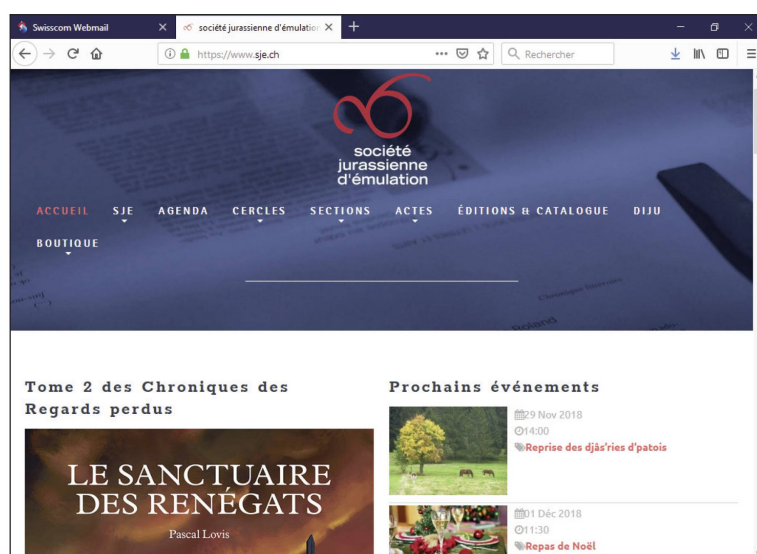 Swisscom Webmail
société jurassienne d'émulation
https://www.sje.ch
Rechercher
société
jurassienne
d'émulation
ACCUEIL SJE AGENDA CERCLES SECTIONS ACTES ÉDITIONS & CATALOGUE DIJU
BOUTIQUE
Tome 2 des Chroniques des
Regards perdus
LE SANCTUAIRE
DES RENÉGATS
Pascal Lovis
Prochains événements
29 Nov 2018
14:00
Reprise des djâs'ries d'patois
01 Déc 2018
11:30
Repas de Noël